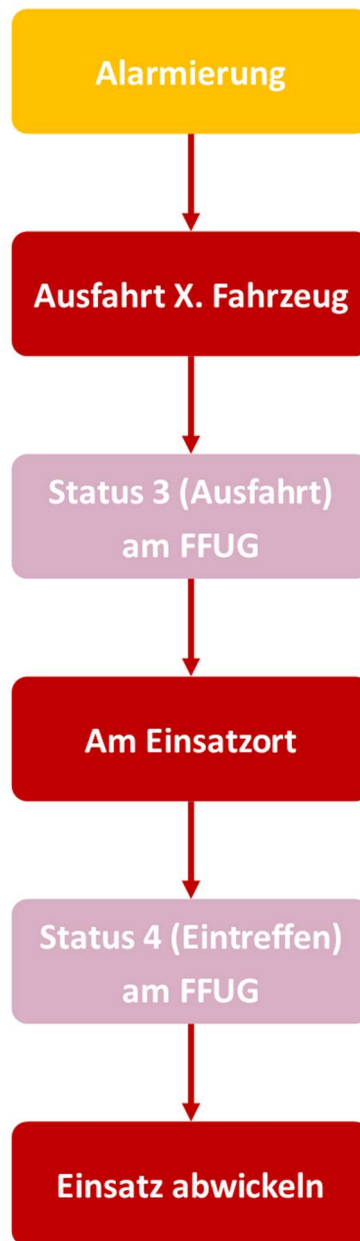 Alarmierung
Ausfahrt X. Fahrzeug
Status 3 (Ausfahrt)
am FFUG
Am Einsatzort
Status 4 (Eintreffen)
am FFUG
Einsatz abwickeln